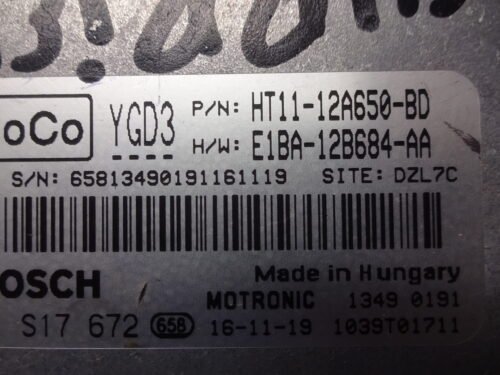 oCo YGD3 P/N: HT11-12A650-BD
H/W: E1BA-12B684-AA
S/N: 65813490191161119 SITE: DZL7C
OSCH Made in Hungary
MOTRONIC 1349 0191
S17 672 658 16-11-19 1039T01711